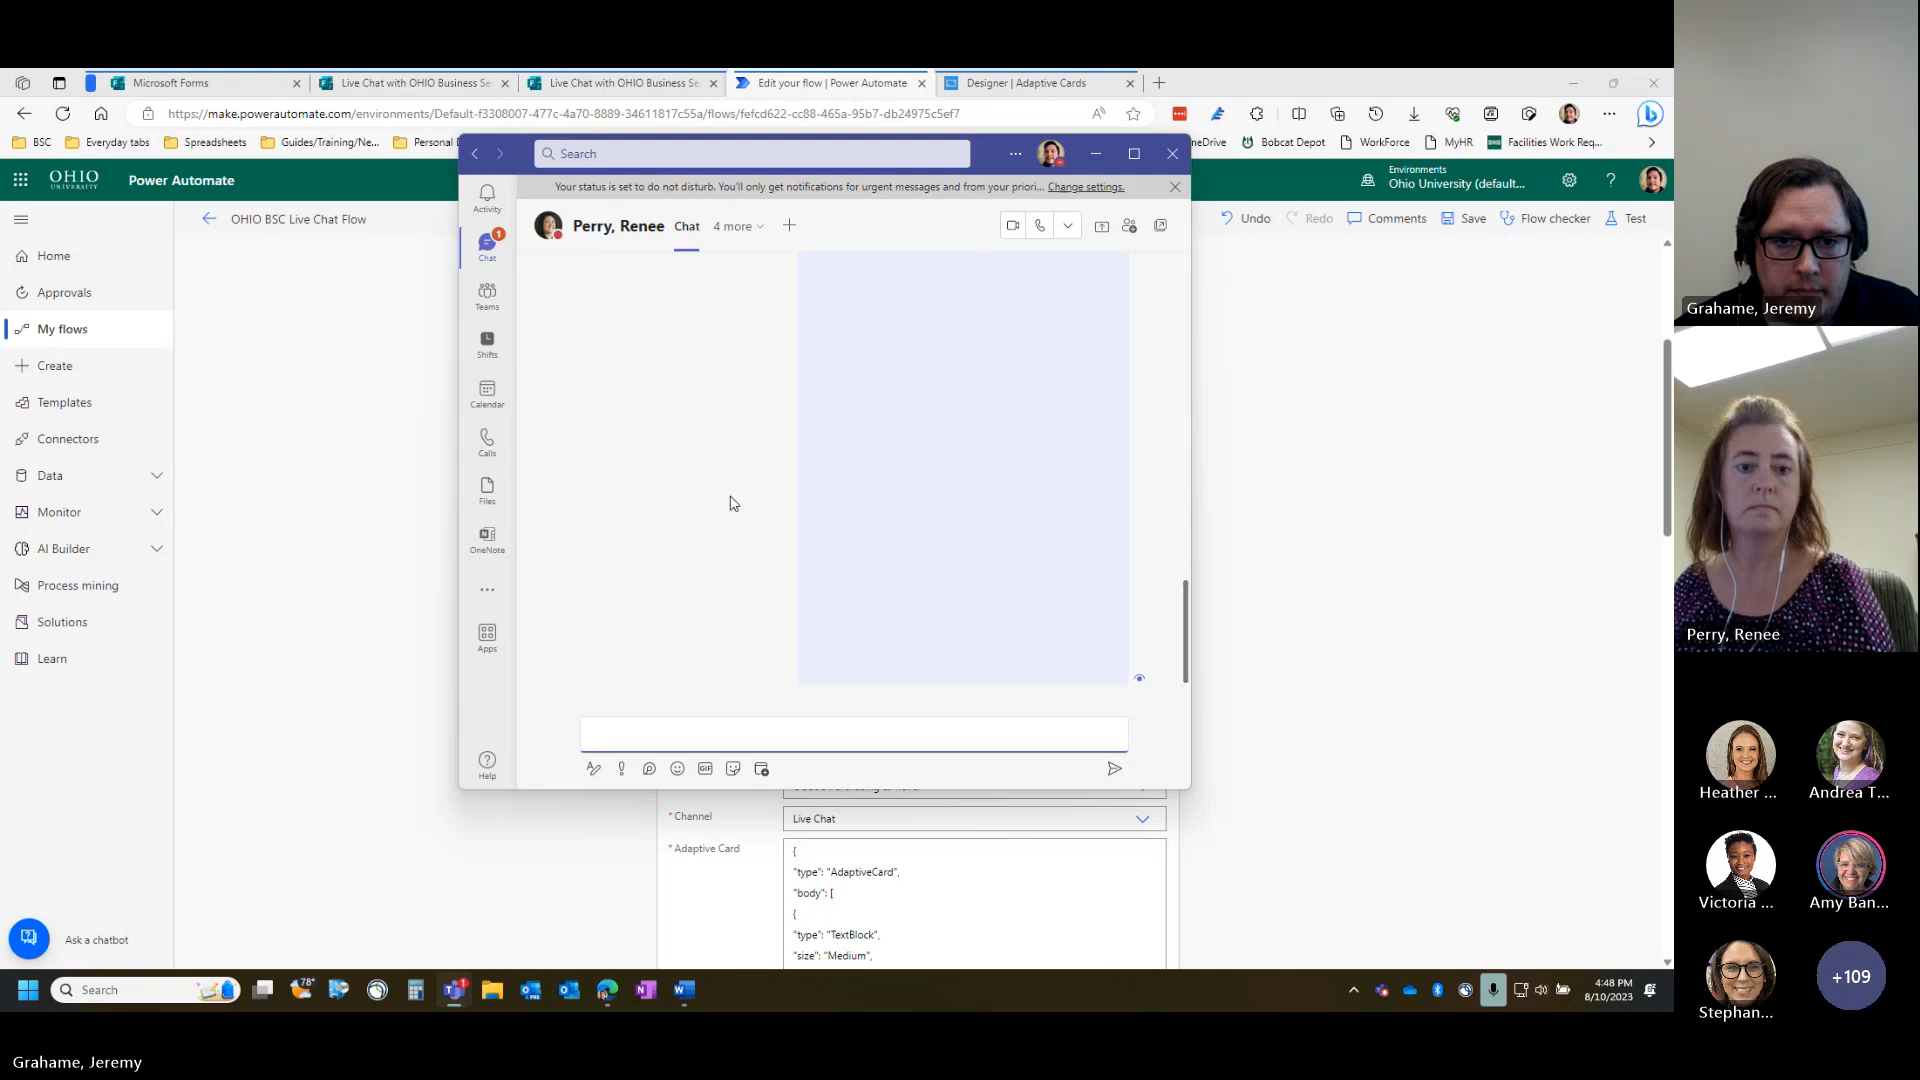 Microsoft Forms
Live Chat with OHIO Business Se
Live Chat with OHIO Business Se
Edit your flow | Power Automate
Designer | Adaptive Cards
https://make.powerautomate.com/environments/Default-f3308007-477c-4a70-8889-34611817c55a/flows/fefcd622-cc88-465a-95b7-db24975c5ef7
BSC
Everyday tabs
Spreadsheets
Guides/Training/Ne...
Personal
neDrive
Bobcat Depot
WorkForce
MyHR
Facilities Work Req...
OHIO
UNIVERSITY
Power Automate
Environments
Ohio University (default...
OHIO BSC Live Chat Flow
Undo
Redo
Comments
Save
Flow checker
Test
Home
Approvals
My flows
Create
Templates
Connectors
Data
Monitor
AI Builder
Process mining
Solutions
Learn
Ask a chatbot
Search
Your status is set to do not disturb. You'll only get notifications for urgent messages and from your priori... Change settings.
Activity
1
Chat
Teams
Shifts
Calendar
Calls
Files
OneNote
Apps
Help
Perry, Renee
Chat
4 more
GIF
* Channel
Live Chat
* Adaptive Card
{
"type": "AdaptiveCard",
"body": [
{
"type": "TextBlock",
"size": "Medium",
Search
78°
1
4:48 PM
8/10/2023
Grahame, Jeremy
Perry, Renee
Heather ...
Andrea T...
Victoria ...
Amy Ban...
Stephan...
+109
Grahame, Jeremy